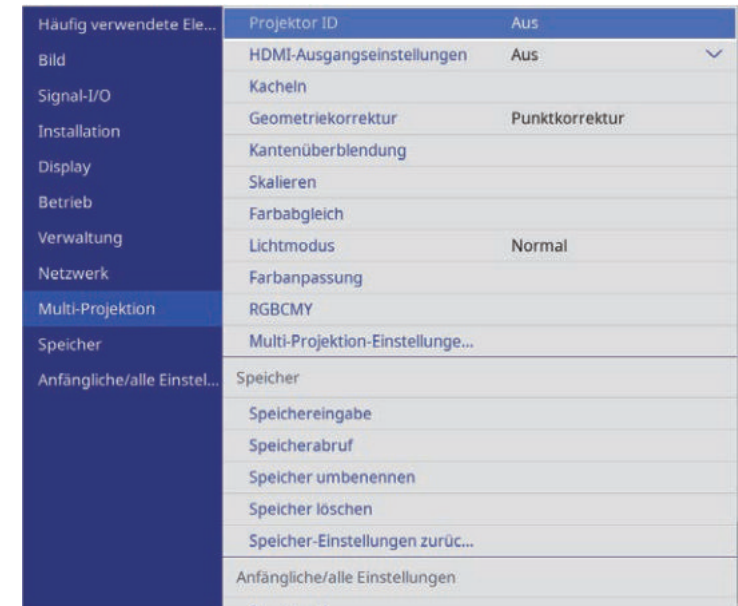 Häufig verwendete Ele...
Bild
Signal-I/O
Installation
Display
Betrieb
Verwaltung
Netzwerk
Multi-Projektion
Speicher
Anfängliche/alle Einstel...
Projektor ID Aus
HDMI-Ausgangseinstellungen Aus
Kacheln
Geometriekorrektur Punktkorrektur
Kantenüberblendung
Skalieren
Farbabgleich
Lichtmodus Normal
Farbanpassung
RGBCMY
Multi-Projektion-Einstellunge...
Speicher
Speichereingabe
Speicherabruf
Speicher umbenennen
Speicher löschen
Speicher-Einstellungen zurüc...
Anfängliche/alle Einstellungen